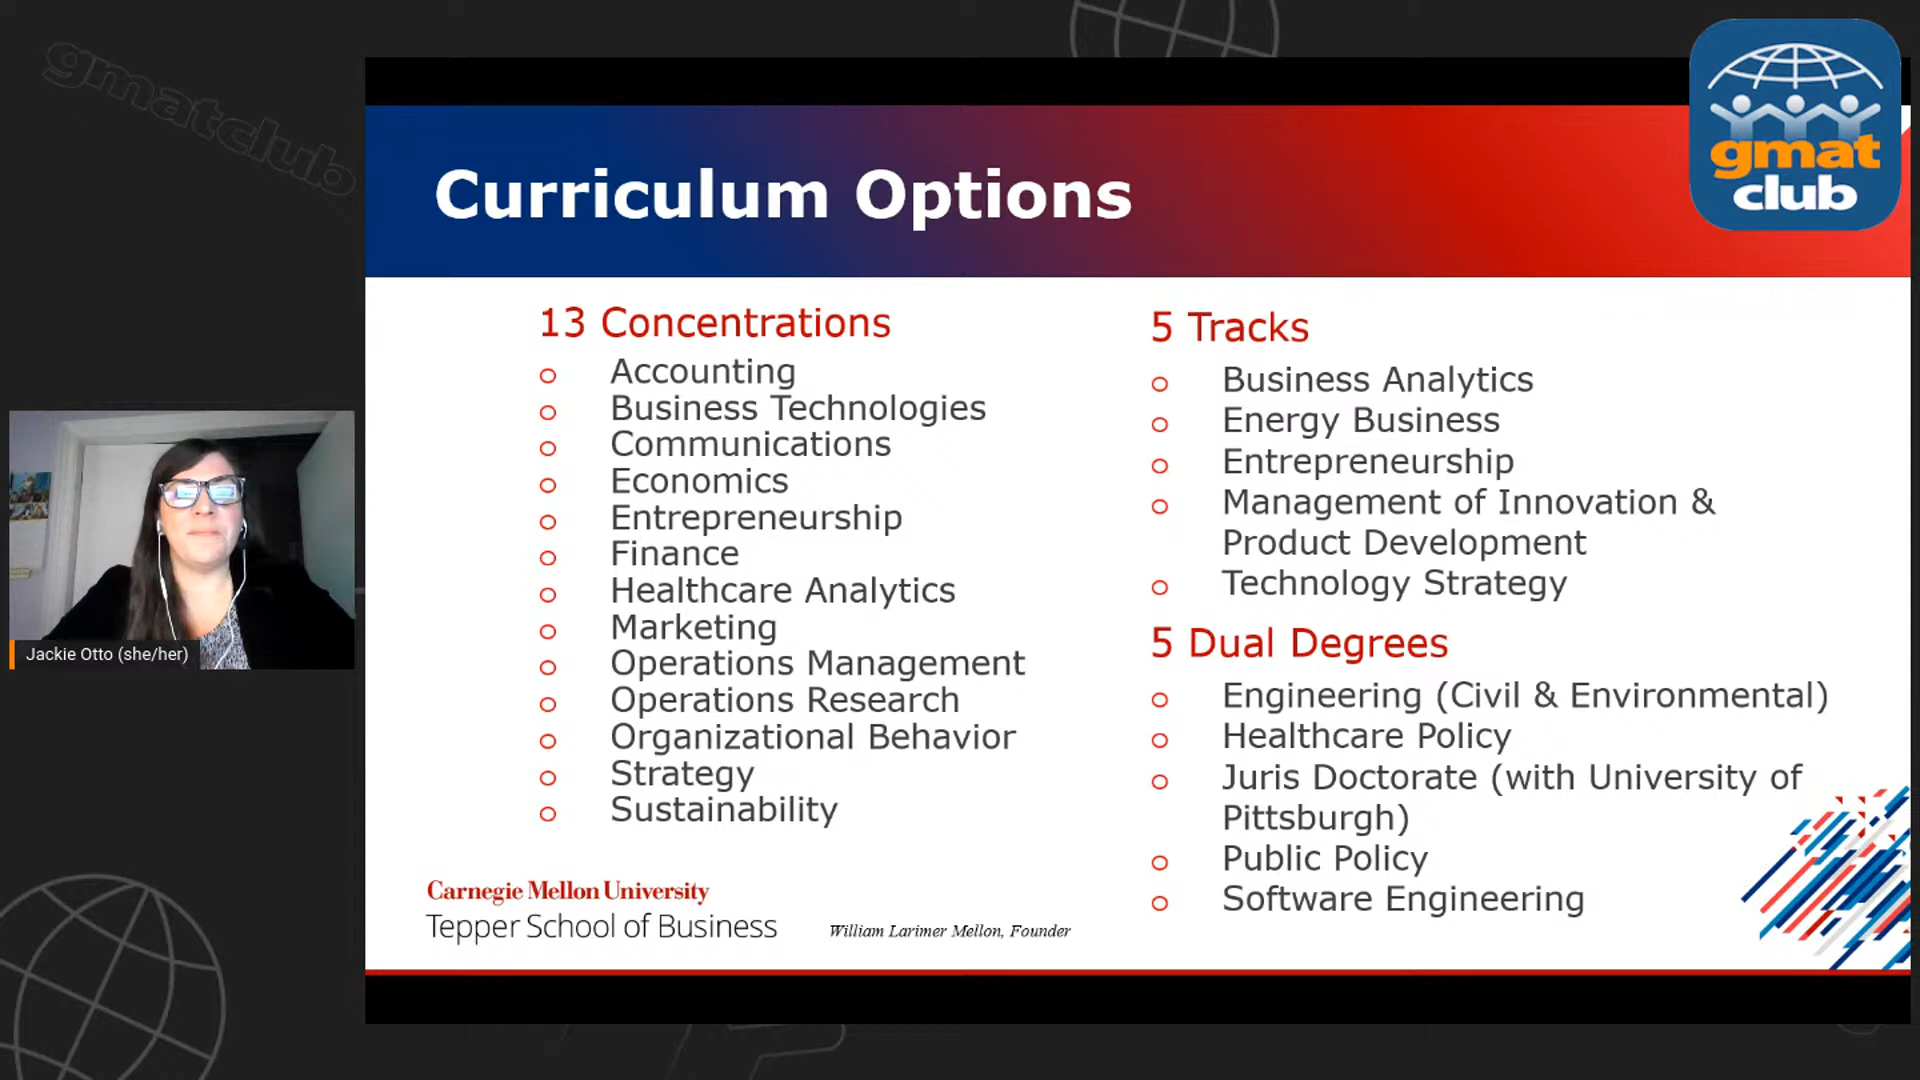 gmatclub
gmat
club
Curriculum Options
13 Concentrations
Accounting
Business Technologies
Communications
Economics
Entrepreneurship
Finance
Healthcare Analytics
Marketing
Operations Management
Operations Research
Organizational Behavior
Strategy
Sustainability
5 Tracks
Business Analytics
Energy Business
Entrepreneurship
Management of Innovation &
Product Development
Technology Strategy
5 Dual Degrees
Engineering (Civil & Environmental)
Healthcare Policy
Juris Doctorate (with University of
Pittsburgh)
Public Policy
Software Engineering
Jackie Otto (she/her)
Carnegie Mellon University
Tepper School of Business
William Larimer Mellon, Founder